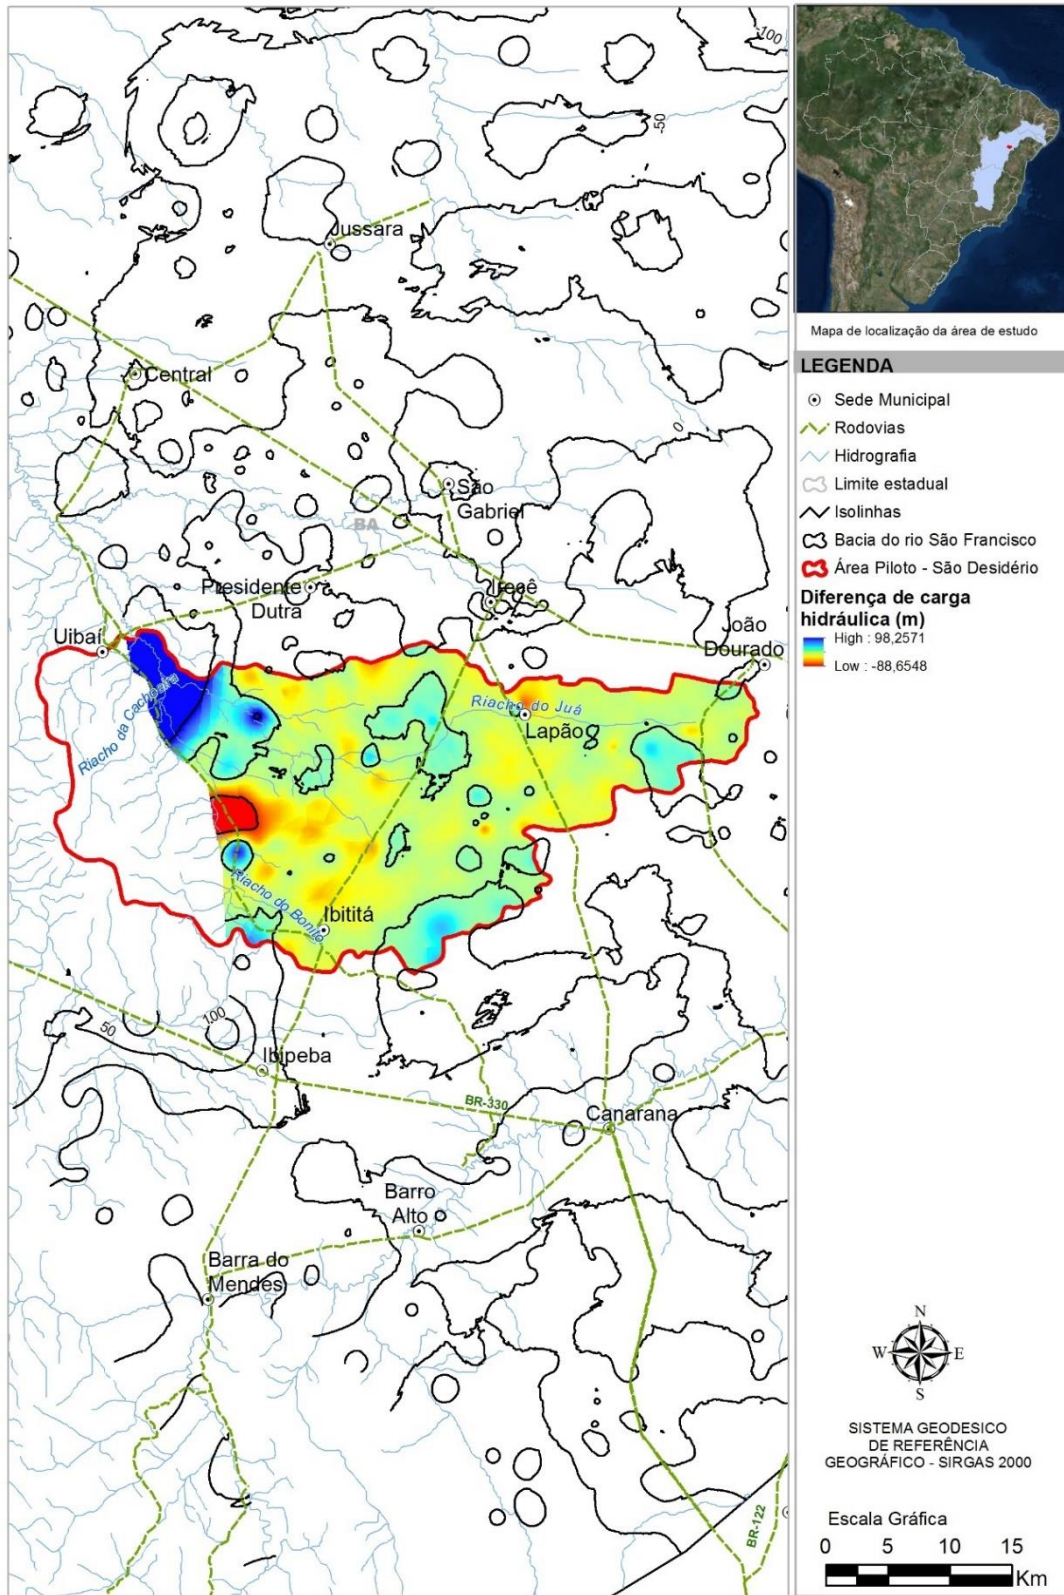 -100
-50
Jussara
Central
0
São
Gabriel
BA
Presidente
Dutra
Irecê
João
Dourado
Uibaí
Riacho da Cachoeira
Riacho do Juá
Lapão
Riacho do Bonito
Ibititá
50
100
Ibipeba
BR-330
Canarana
Barro
Alto
Barra do
Mendes
BR-122
Mapa de localização da área de estudo
LEGENDA
Sede Municipal
Rodovias
Hidrografia
Limite estadual
Isolinhas
Bacia do rio São Francisco
Área Piloto - São Desidério
Diferença de carga
hidráulica (m)
High : 98,2571
Low : -88,6548
N
W E
S
SISTEMA GEODESICO
DE REFERÊNCIA
GEOGRÁFICO - SIRGAS 2000
Escala Gráfica
0 5 10 15
Km